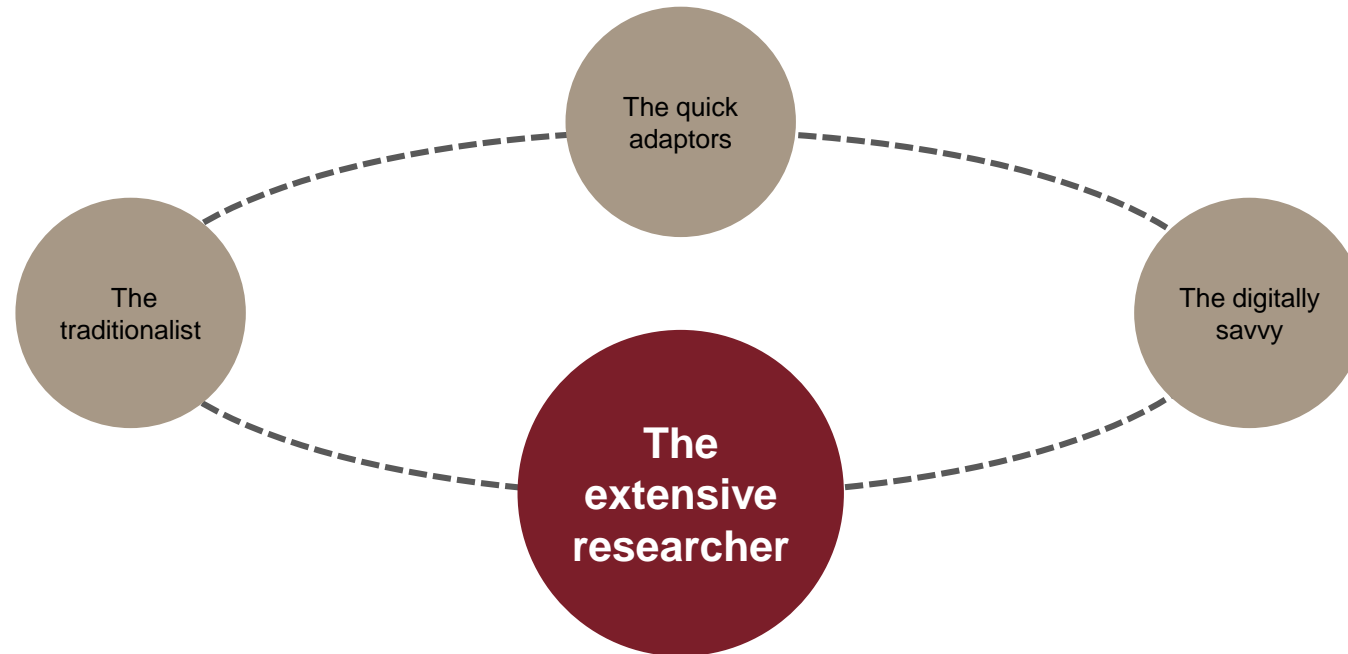 The quick
adaptors
The
traditionalist
The digitally
savvy
The
extensive
researcher